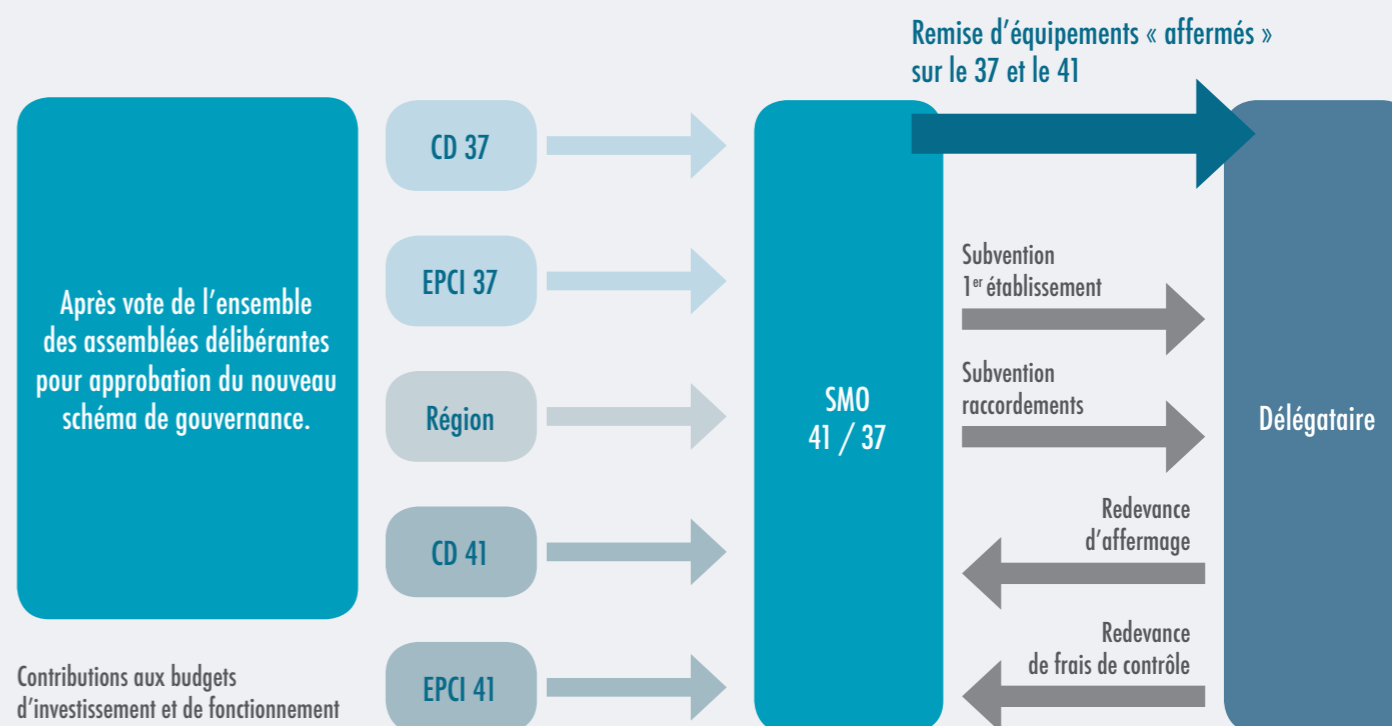 Remise d'équipements « affermés »
sur le 37 et le 41
Après vote de l'ensemble
des assemblées délibérantes
pour approbation du nouveau
schéma de gouvernance.
Contributions aux budgets
d'investissement et de fonctionnement
CD 37
EPCI 37
Région
CD 41
EPCI 41
SMO
41 / 37
Subvention
1er établissement
Subvention
raccordements
Redevance
d'affermage
Redevance
de frais de contrôle
Délégataire